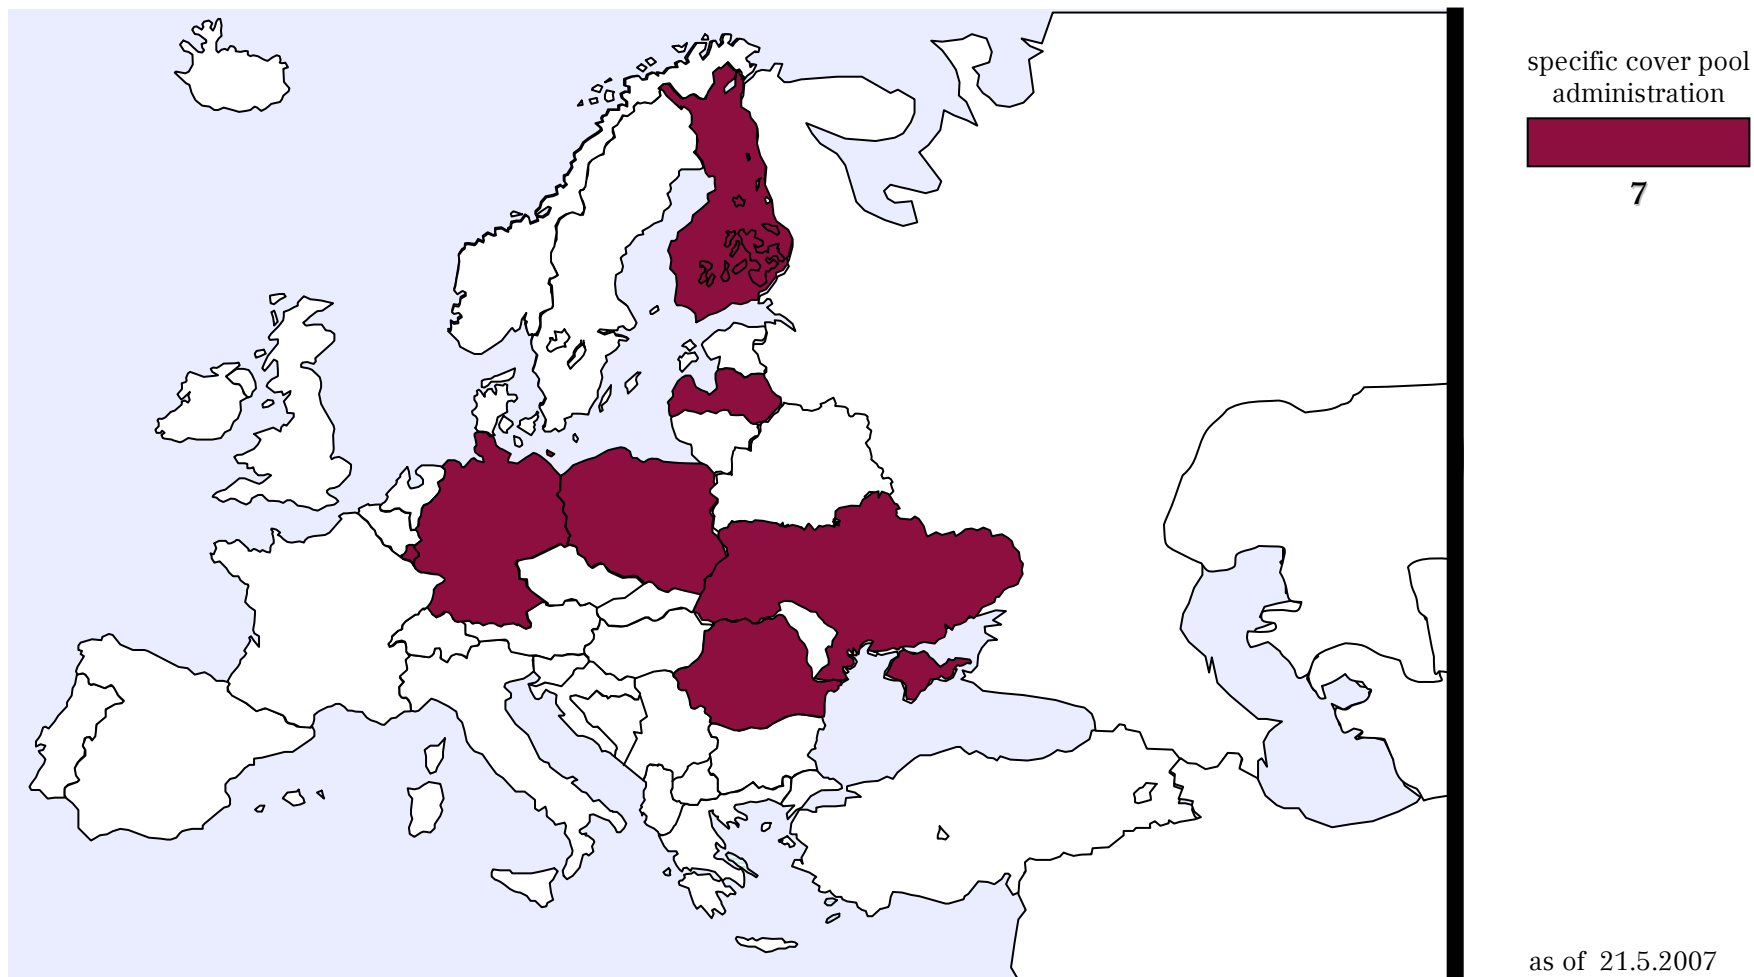 specific cover pool
administration
7
as of 21.5.2007